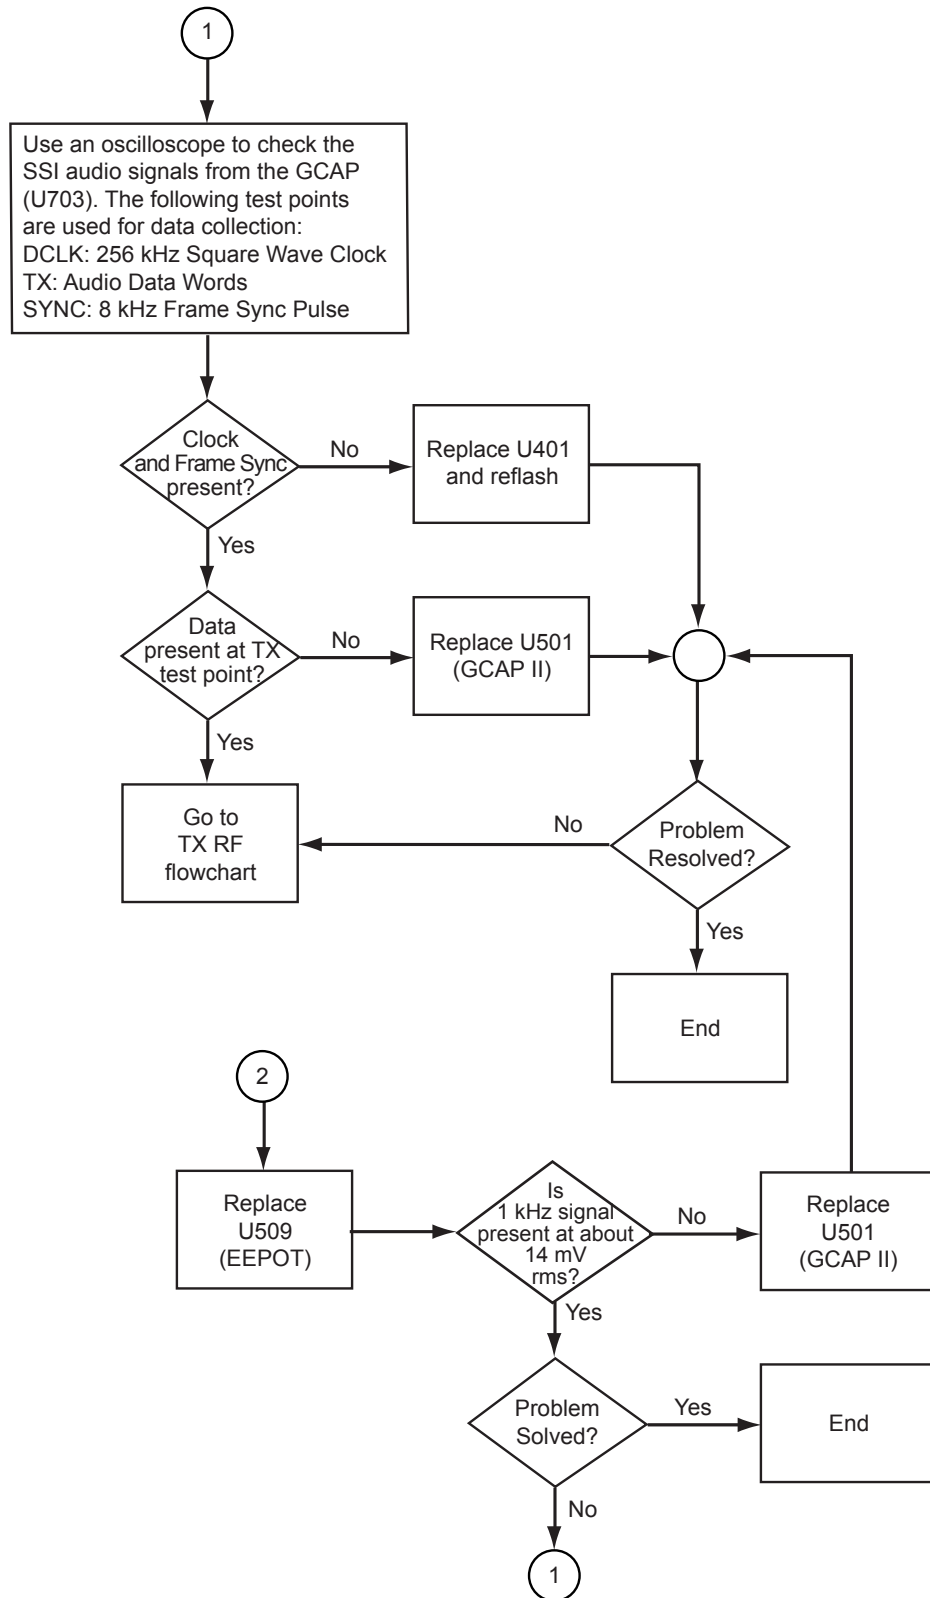 1
Use an oscilloscope to check the
SSI audio signals from the GCAP
(U703). The following test points
are used for data collection:
DCLK: 256 kHz Square Wave Clock
TX: Audio Data Words
SYNC: 8 kHz Frame Sync Pulse
Clock
and Frame Sync
present?
No
Replace U401
and reflash
Yes
Data
present at TX
test point?
No
Replace U501
(GCAP II)
Yes
Go to
TX RF
flowchart
No
Problem
Resolved?
Yes
End
2
Replace
U509
(EEPOT)
Is
1 kHz signal
present at about
14 mV
rms?
No
Replace
U501
(GCAP II)
Yes
Problem
Solved?
Yes
End
No
1